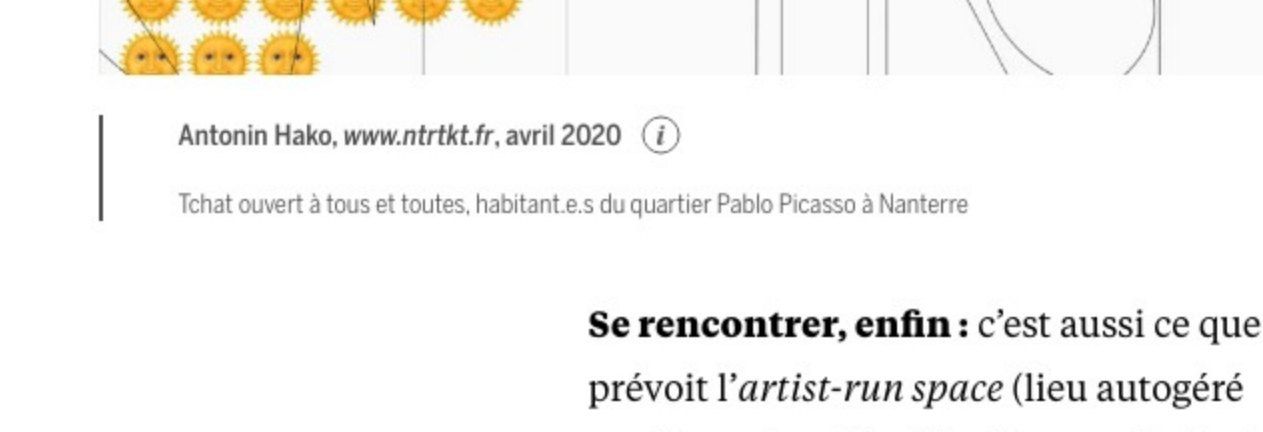 Antonin Hako, www.ntrtkt.fr, avril 2020 i
Tchat ouvert à tous et toutes, habitant.e.s du quartier Pablo Picasso à Nanterre
Se rencontrer, enfin : c’est aussi ce que
prévoit l’artist-run space (lieu autogéré